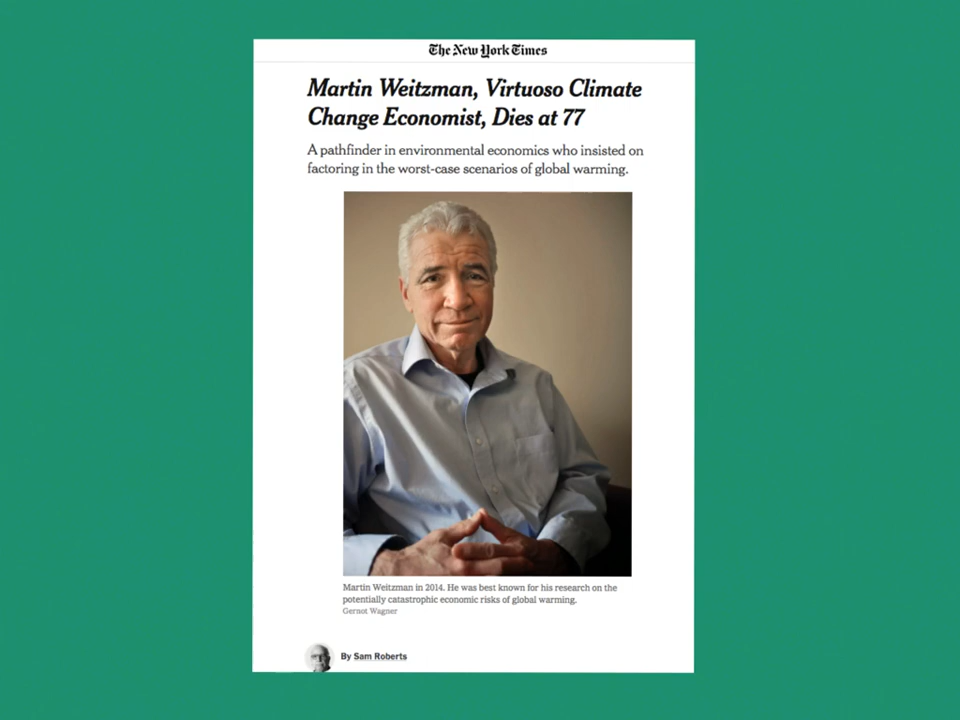 The New York Times
Martin Weitzman, Virtuoso Climate
Change Economist, Dies at 77
A pathfinder in environmental economics who insisted on
factoring in the worst-case scenarios of global warming.
Martin Weitzman in 2014. He was best known for his research on the
potentially catastrophic economic risks of global warming.
Gernot Wagner
By Sam Roberts